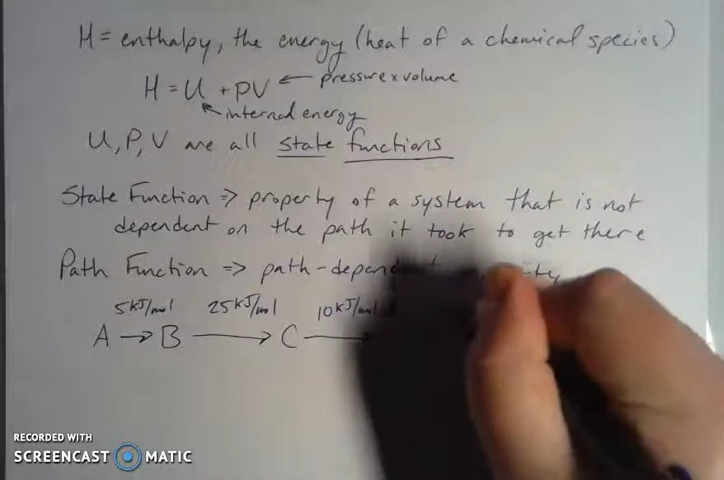 H = enthalpy, the energy (heat of a chemical species)
H = U + PV ← pressure x volume
internal energy
U, P, V are all state functions
State Function => property of a system that is not
dependent on the path it took to get there
Path Function => path-dependent
5kJ/mol 25kJ/mol 10kJ/mol
A → B → C →
RECORDED WITH
SCREENCAST MATIC